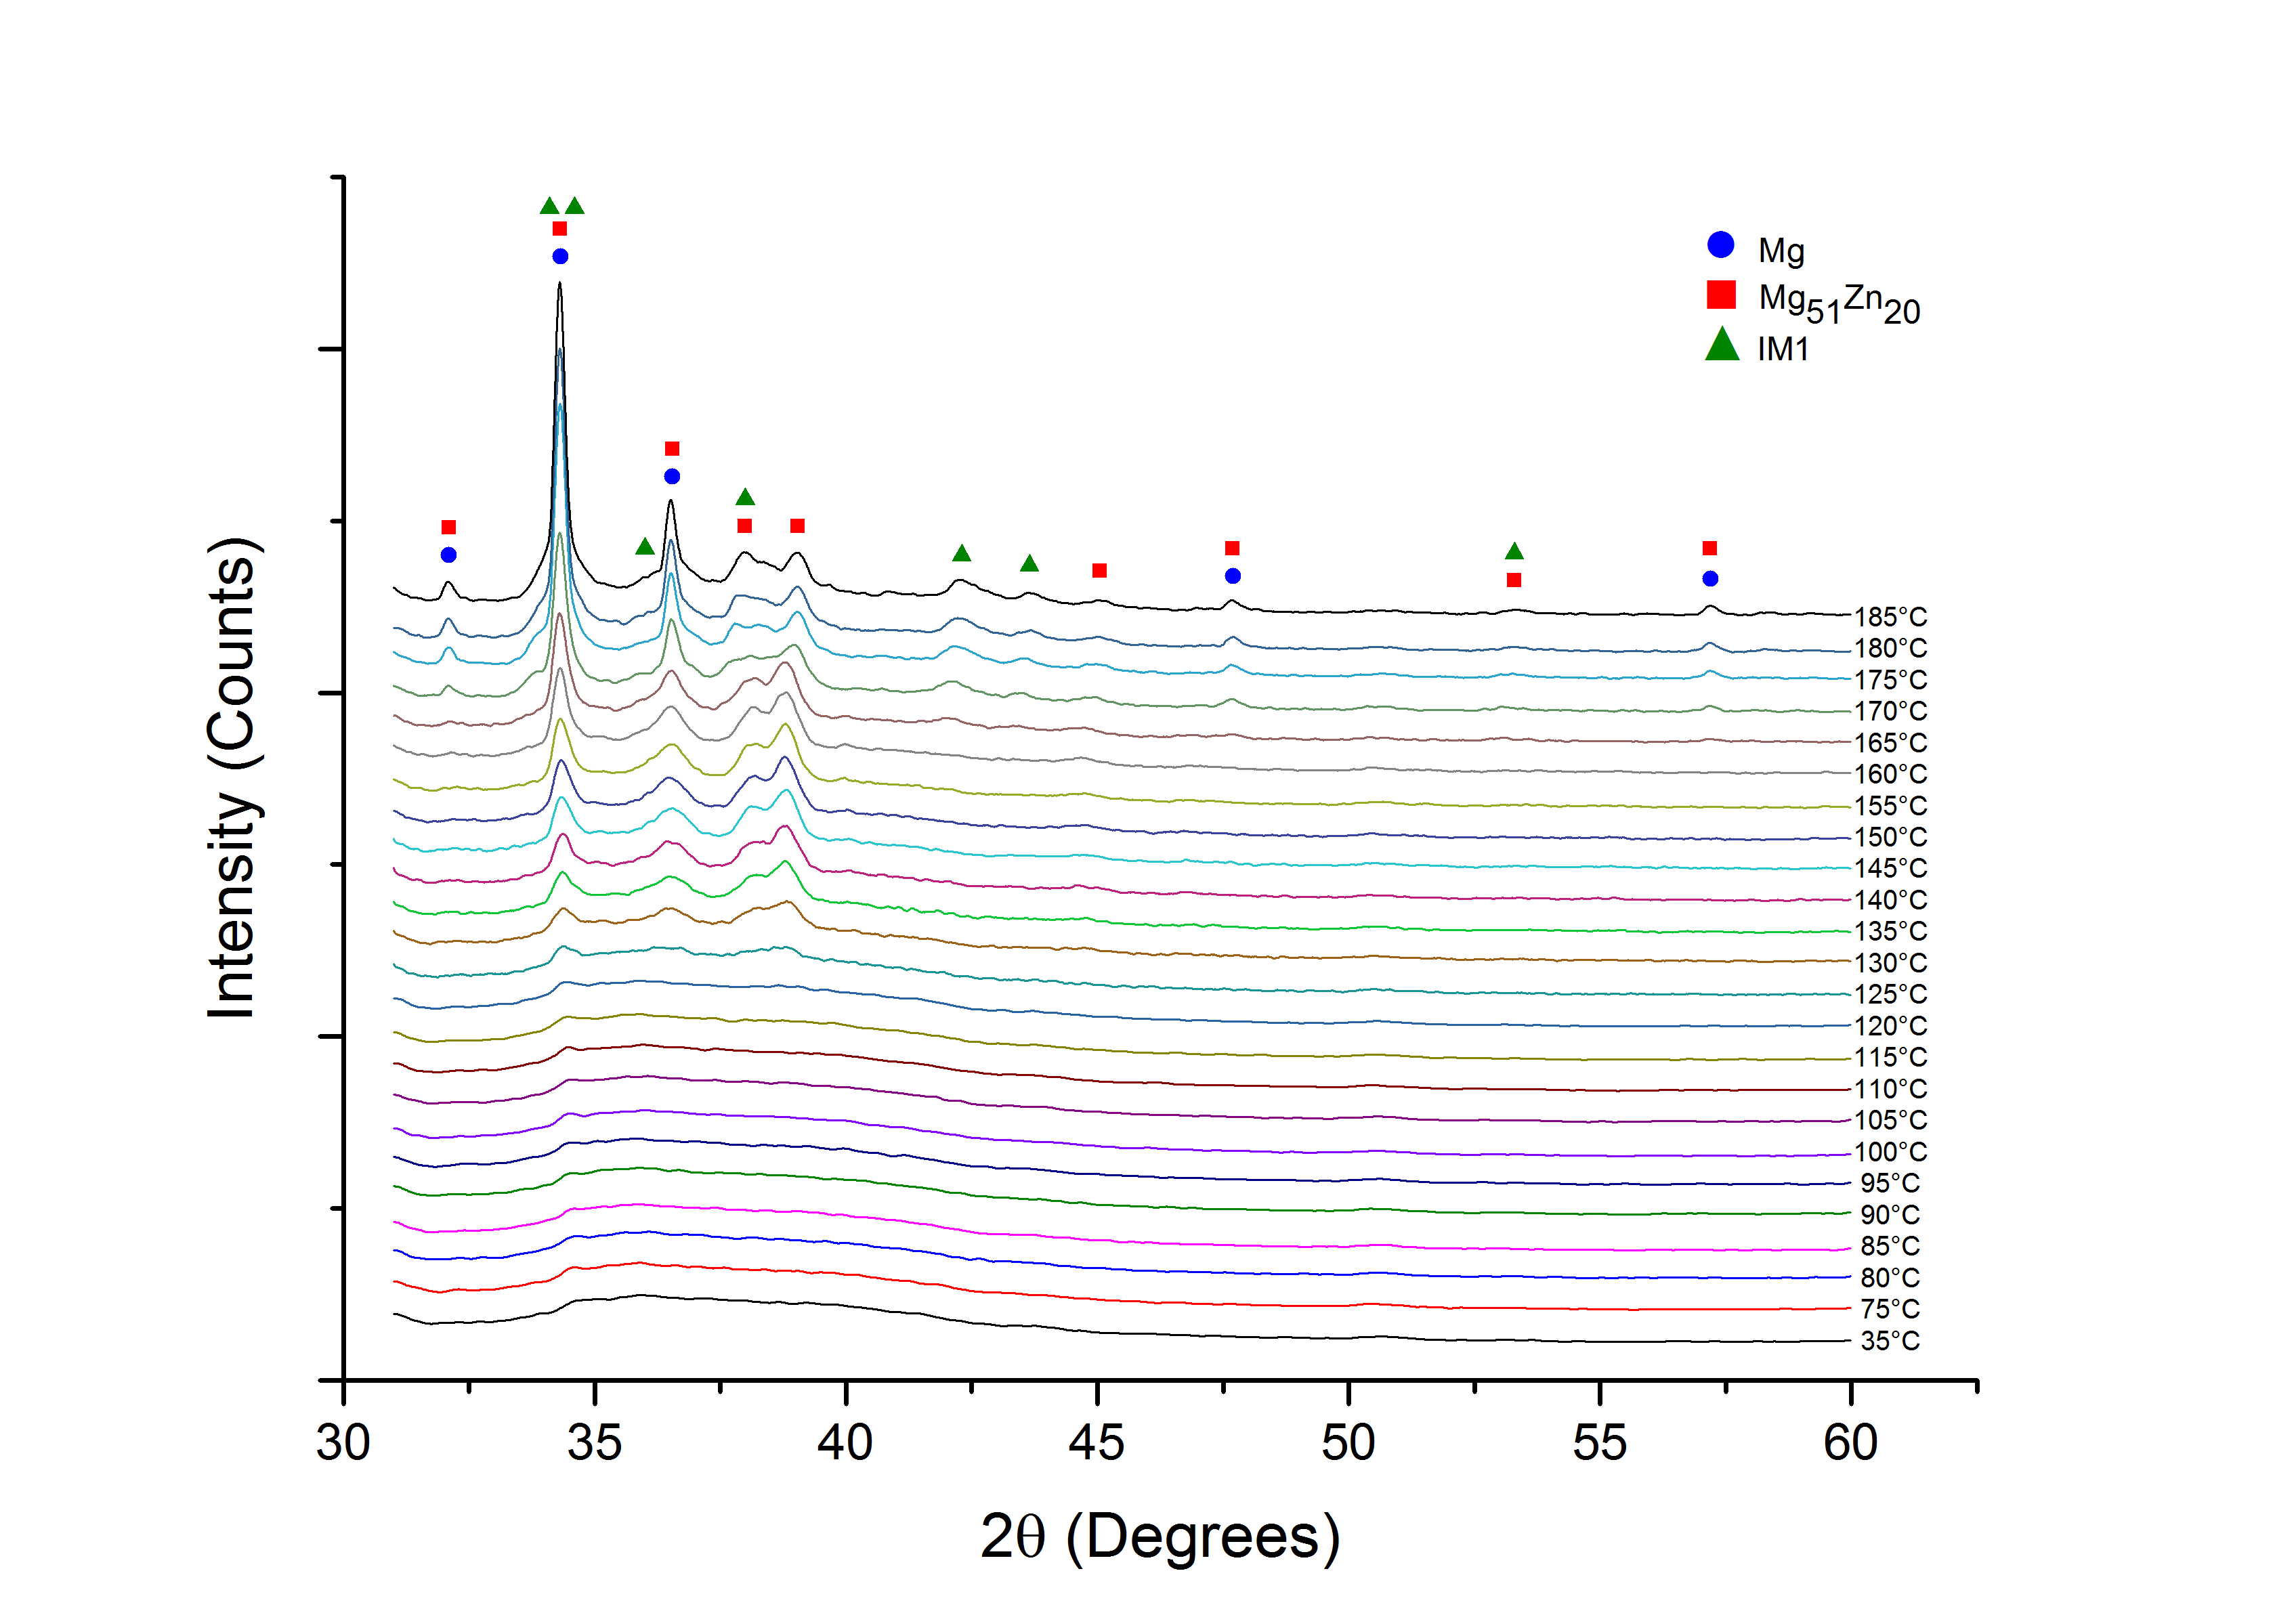 Mg
Mg51Zn20
IM1
Intensity (Counts)
185°C
180°C
175°C
170°C
165°C
160°C
155°C
150°C
145°C
140°C
135°C
130°C
125°C
120°C
115°C
110°C
105°C
100°C
95°C
90°C
85°C
80°C
75°C
35°C
30 35 40 45 50 55 60
2θ (Degrees)